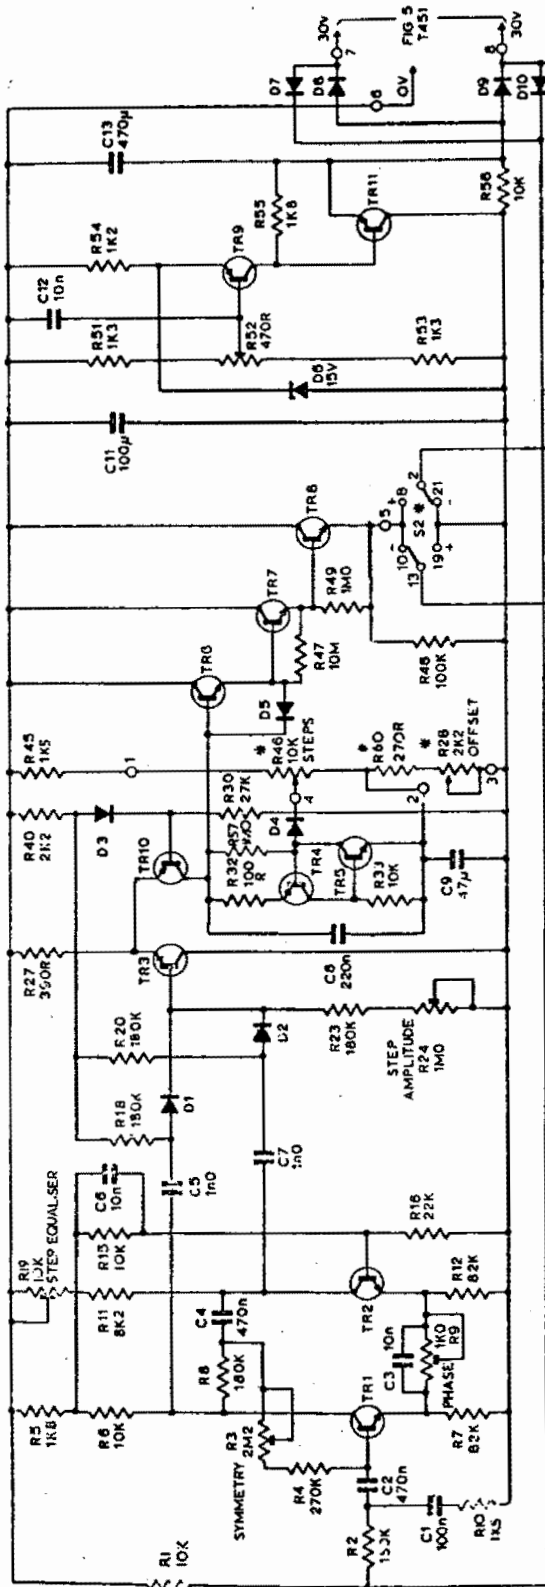 R1
10K
R2
150K
C1
100n
R10
1K5
C2
470n
R4
270K
SYMMETRY
R3
2M2
R5
1K8
R6
10K
R8
180K
C4
470n
TR1
R7
82K
PHASE
C3
10n
1K0
R9
R19
10K
STEP EQUALISER
R11
8K2
TR2
R12
82K
R15
10K
C6
10n
R16
22K
C5
1n0
C7
1n0
R18
180K
R20
180K
D1
D2
R23
180K
STEP
AMPLITUDE
R24
1M0
R27
390R
TR3
TR10
R40
2K2
D3
C8
220n
R32
100
R
R57
1M0
R30
27K
TR4
TR5
R33
10K
C9
47µ
D4
R45
1K5
1
*
R46
10K
STEPS
4
*
R60
270R
2
*
R28
2K2
OFFSET
3
TR6
D5
TR7
R47
10M
TR8
R49
1M0
R48
100K
5
10
-
+
8
S2 *
13
2
19
+
-
21
C11
100µ
D6
15V
C12
10n
R51
1K3
R52
470R
R53
1K3
R54
1K2
TR9
R55
1K8
TR11
C13
470µ
R56
10K
D7
D8
D9
D10
6
0V
7
30V
8
30V
FIG 5
T451